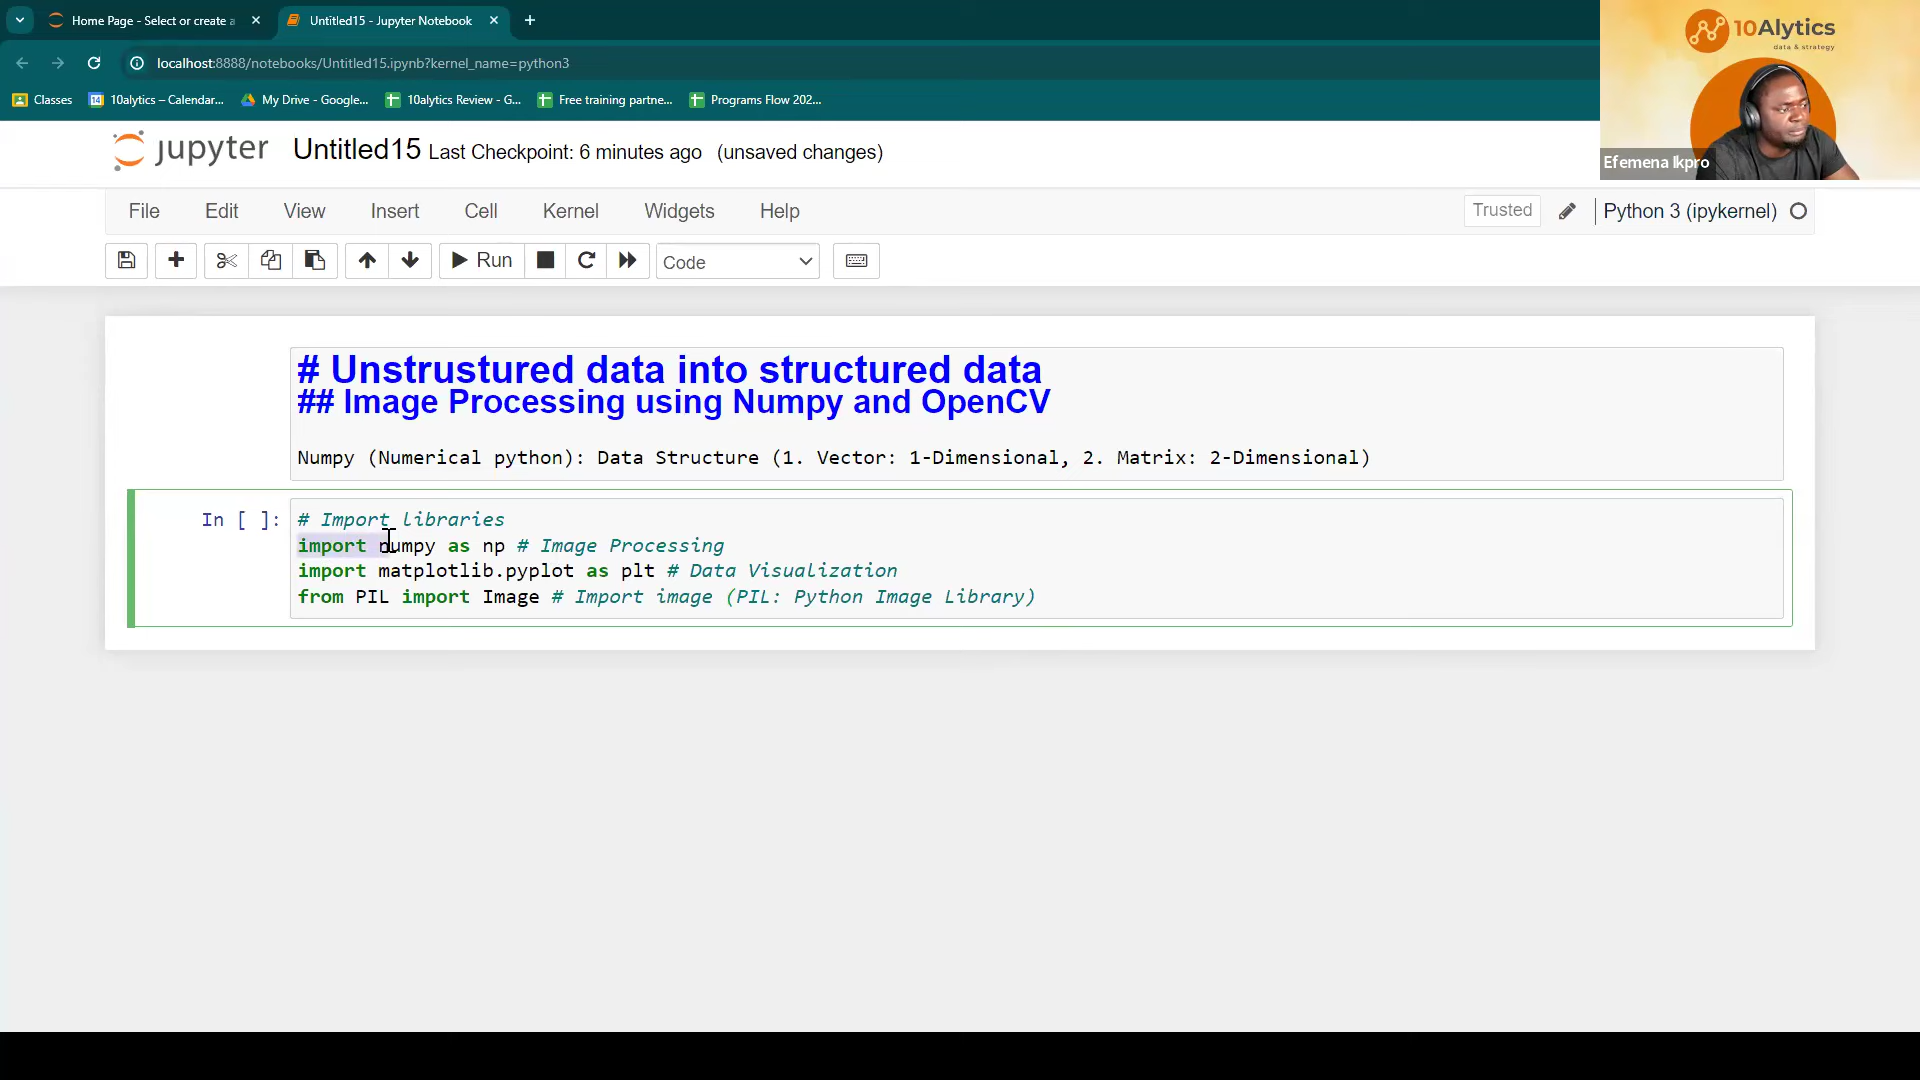 Home Page - Select or create a
Untitled15 - Jupyter Notebook
localhost:8888/notebooks/Untitled15.ipynb?kernel_name=python3
Classes
10alytics – Calendar...
My Drive - Google...
10alytics Review - G...
Free training partne...
Programs Flow 202...
10Alytics
data & strategy
Efemena Ikpro
jupyter
Untitled15 Last Checkpoint: 6 minutes ago (unsaved changes)
File Edit View Insert Cell Kernel Widgets Help
Trusted
Python 3 (ipykernel)
Run
Code
# Unstrustured data into structured data
## Image Processing using Numpy and OpenCV
Numpy (Numerical python): Data Structure (1. Vector: 1-Dimensional, 2. Matrix: 2-Dimensional)
In [ ]:
# Import libraries
import numpy as np # Image Processing
import matplotlib.pyplot as plt # Data Visualization
from PIL import Image # Import image (PIL: Python Image Library)